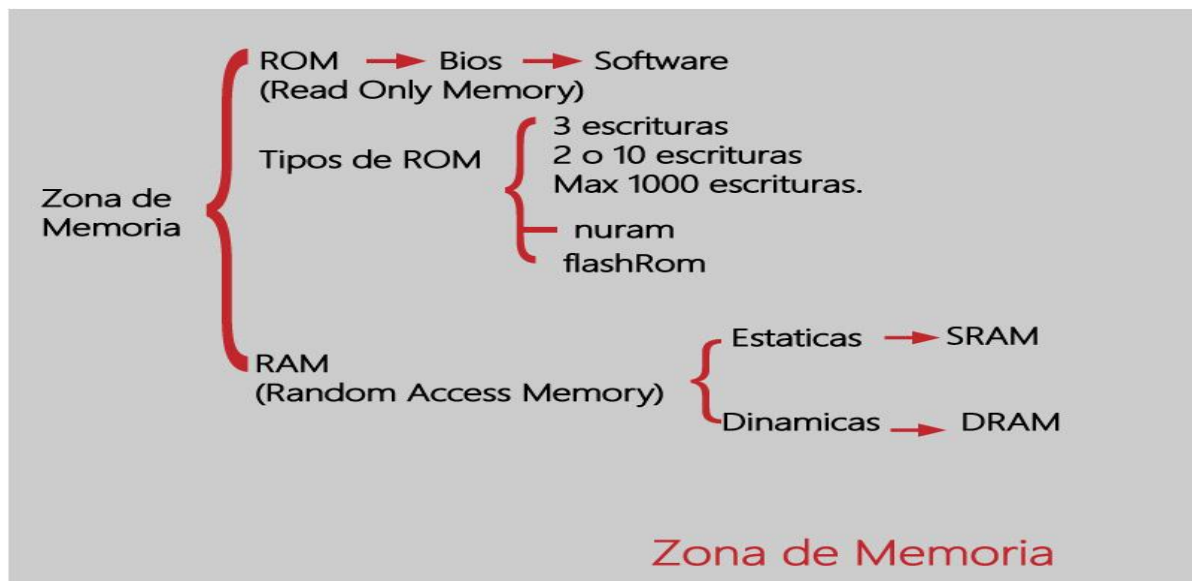 ROM → Bios → Software
(Read Only Memory)
Tipos de ROM
3 escrituras
2 o 10 escrituras
Max 1000 escrituras.
nuram
flashRom
Zona de
Memoria
RAM
(Random Access Memory)
Estaticas → SRAM
Dinamicas → DRAM
Zona de Memoria